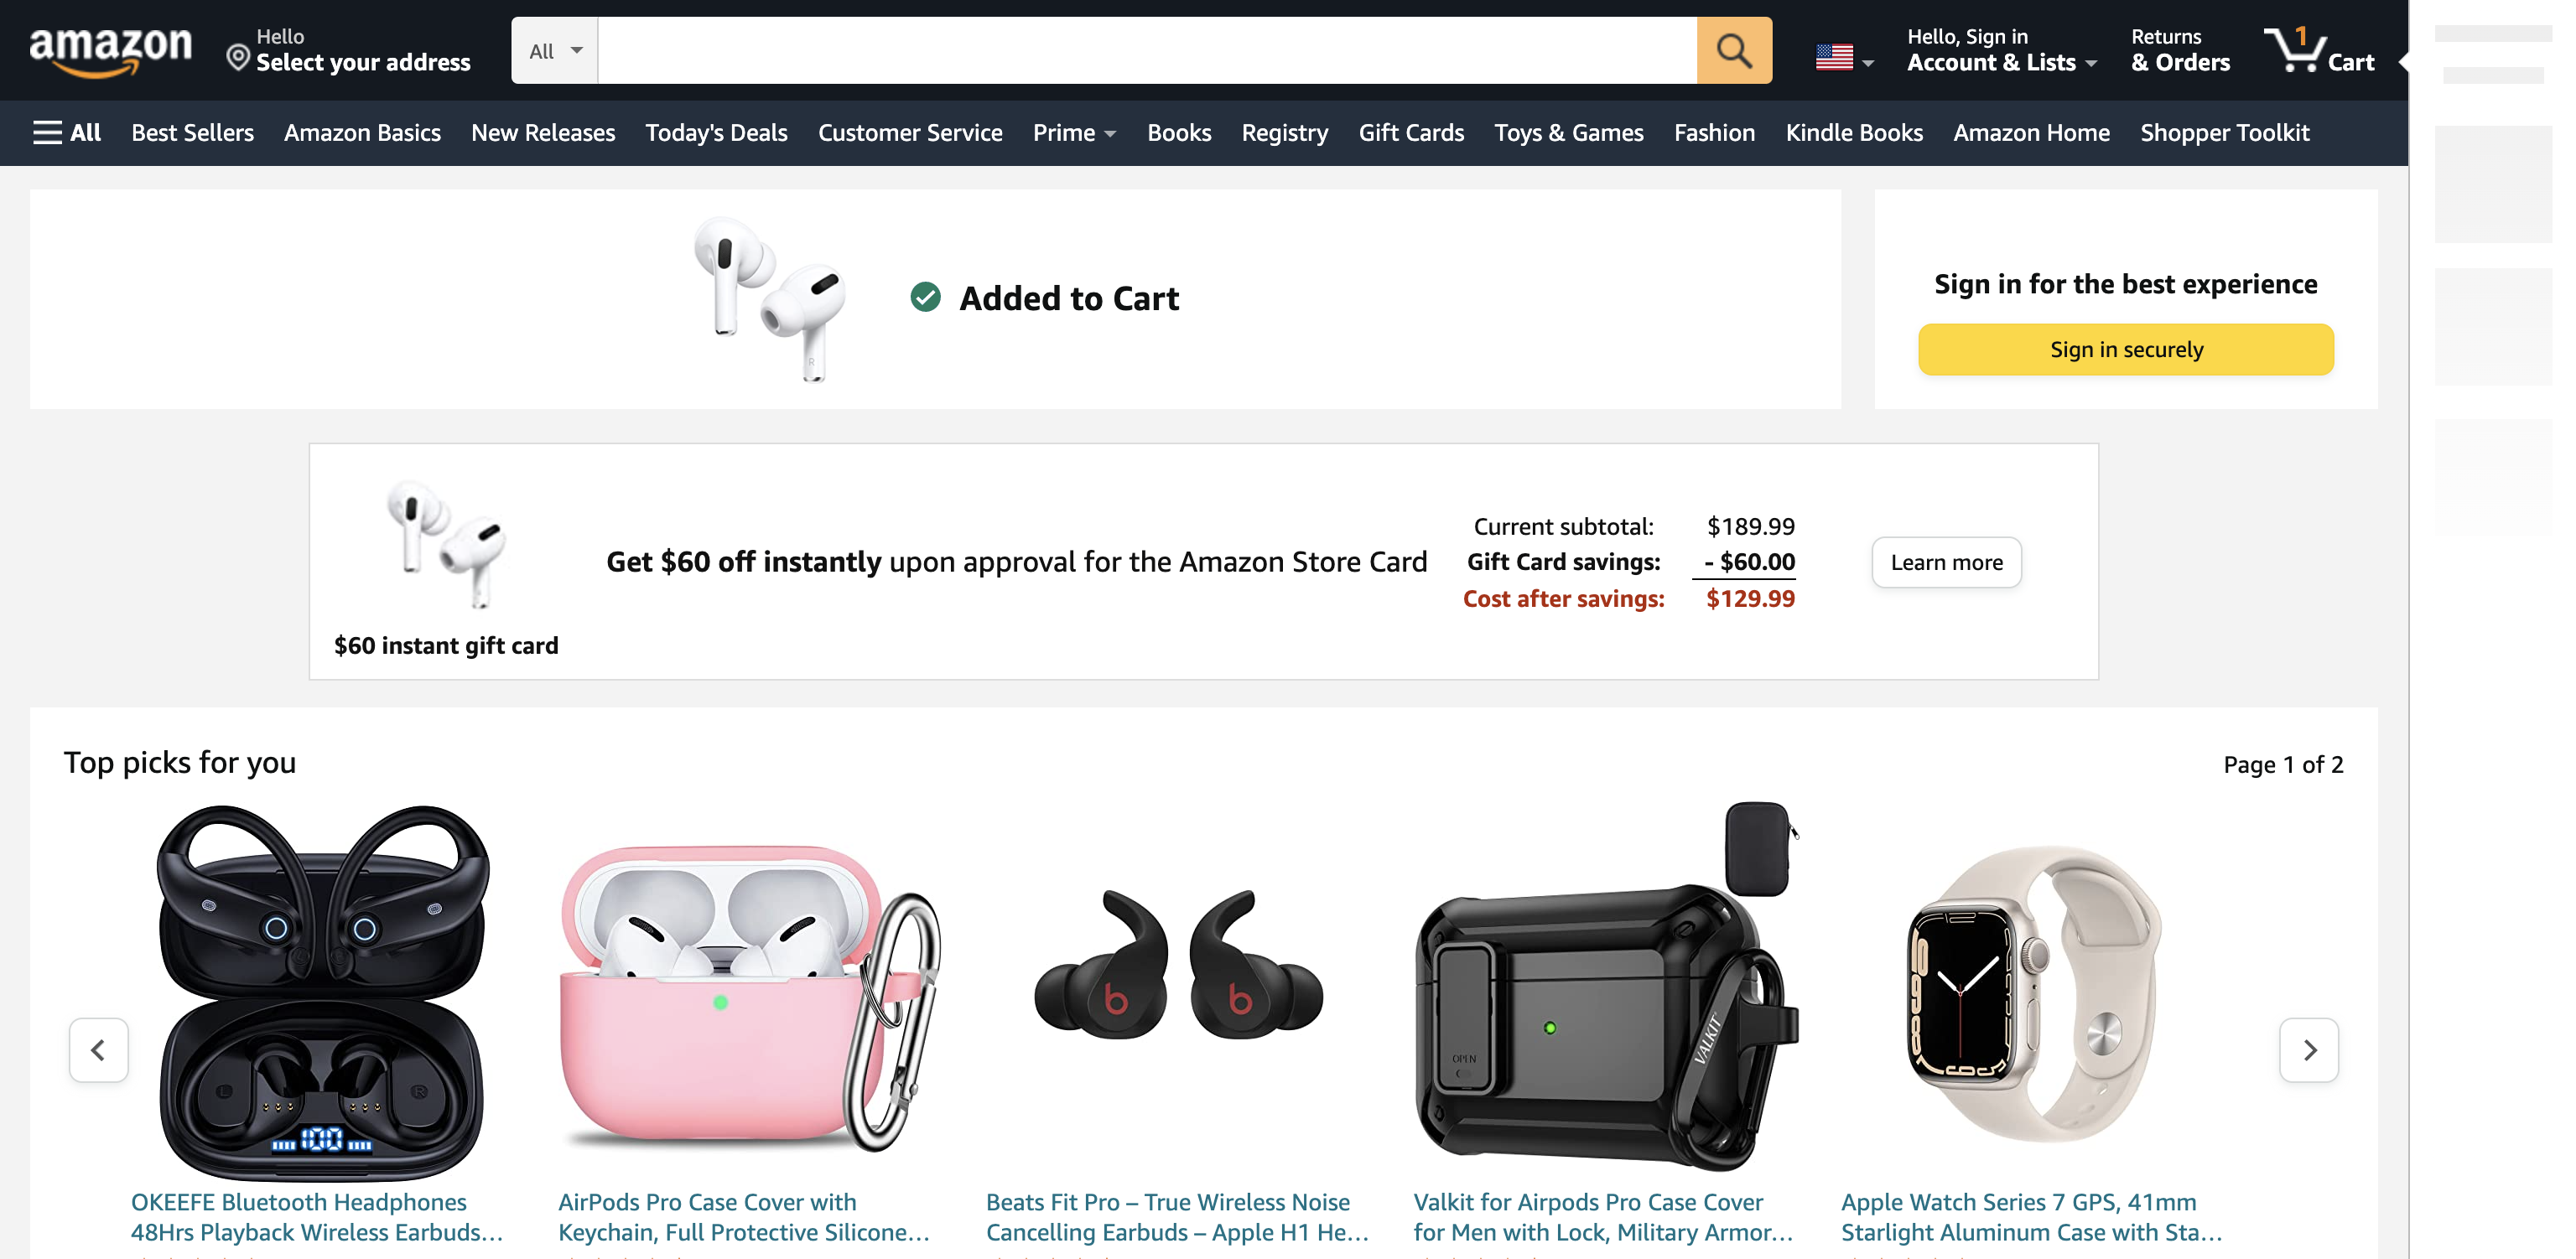 amazon
Hello
Select your address
All
Hello, Sign in
Account & Lists
Returns
& Orders
1
Cart
All
Best Sellers
Amazon Basics
New Releases
Today's Deals
Customer Service
Prime
Books
Registry
Gift Cards
Toys & Games
Fashion
Kindle Books
Amazon Home
Shopper Toolkit
Added to Cart
Sign in for the best experience
Sign in securely
Get $60 off instantly upon approval for the Amazon Store Card
Current subtotal: $189.99
Gift Card savings: - $60.00
Cost after savings: $129.99
Learn more
$60 instant gift card
Top picks for you
Page 1 of 2
OKEEFE Bluetooth Headphones
48Hrs Playback Wireless Earbuds...
AirPods Pro Case Cover with
Keychain, Full Protective Silicone...
Beats Fit Pro – True Wireless Noise
Cancelling Earbuds – Apple H1 He...
OPEN
VALKIT
Valkit for Airpods Pro Case Cover
for Men with Lock, Military Armor...
Apple Watch Series 7 GPS, 41mm
Starlight Aluminum Case with Sta...
100